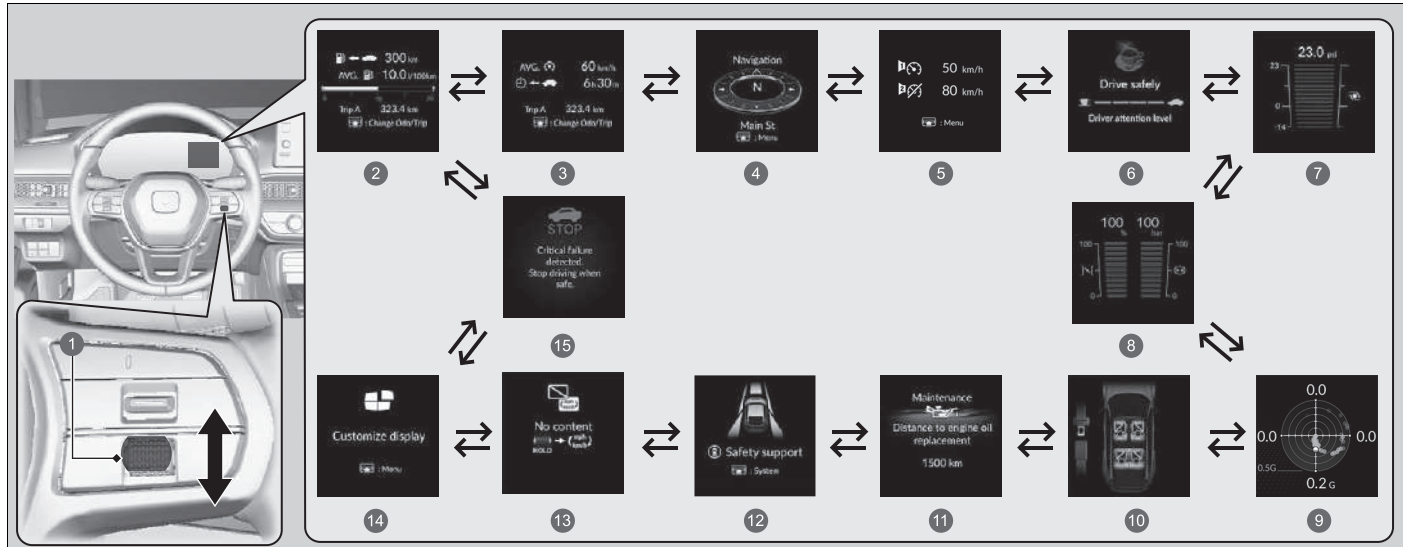 300 km
AVG. 10.0 l/100km
Trip A 323.4 km
: Change Odo/Trip
2
AVG. 60 km/h
6h30m
Trip A 323.4 km
: Change Odo/Trip
3
Navigation
N
Main St
: Menu
4
50 km/h
80 km/h
: Menu
5
Drive safely
Driver attention level
6
23.0 psi
23
0
-14
7
STOP
Critical failure
detected.
Stop driving when
safe.
15
100 100
% bar
100 100
0 0
8
1
Customize display
: Menu
14
No content
HOLD mph km/h
13
Safety support
: System
12
Maintenance
Distance to engine oil
replacement
1500 km
11
10
0.0
0.0 0.0
0.5G
0.2 G
9